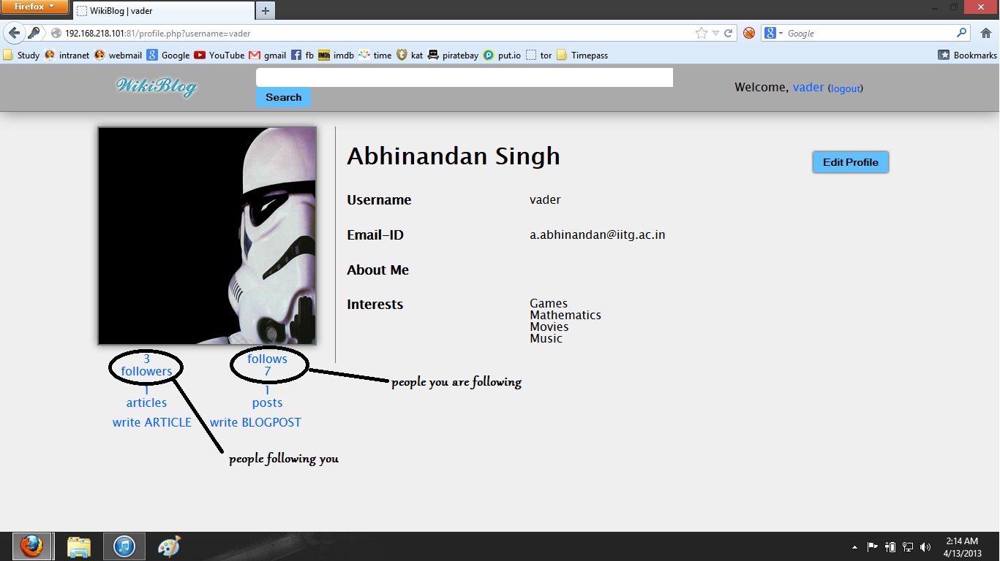 Firefox
WikiBlog | vader
192.168.218.101:81/profile.php?username=vader
Google
Study intranet webmail Google YouTube gmail fb imdb time kat piratebay put.io tor Timepass Bookmarks
WikiBlog
Search
Welcome, vader (logout)
Abhinandan Singh
Edit Profile
Username vader
Email-ID a.abhinandan@iitg.ac.in
About Me
Interests Games
Mathematics
Movies
Music
3 follows
followers 7
people you are following
1 1
articles posts
write ARTICLE write BLOGPOST
people following you
2:14 AM
4/13/2013